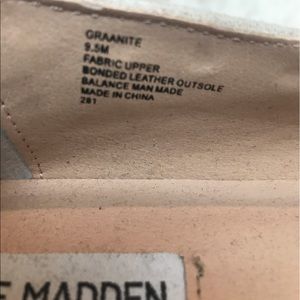 GRAANITE
9.5M
FABRIC UPPER
BONDED LEATHER OUTSOLE
BALANCE MAN MADE
MADE IN CHINA
281
E MADDEN